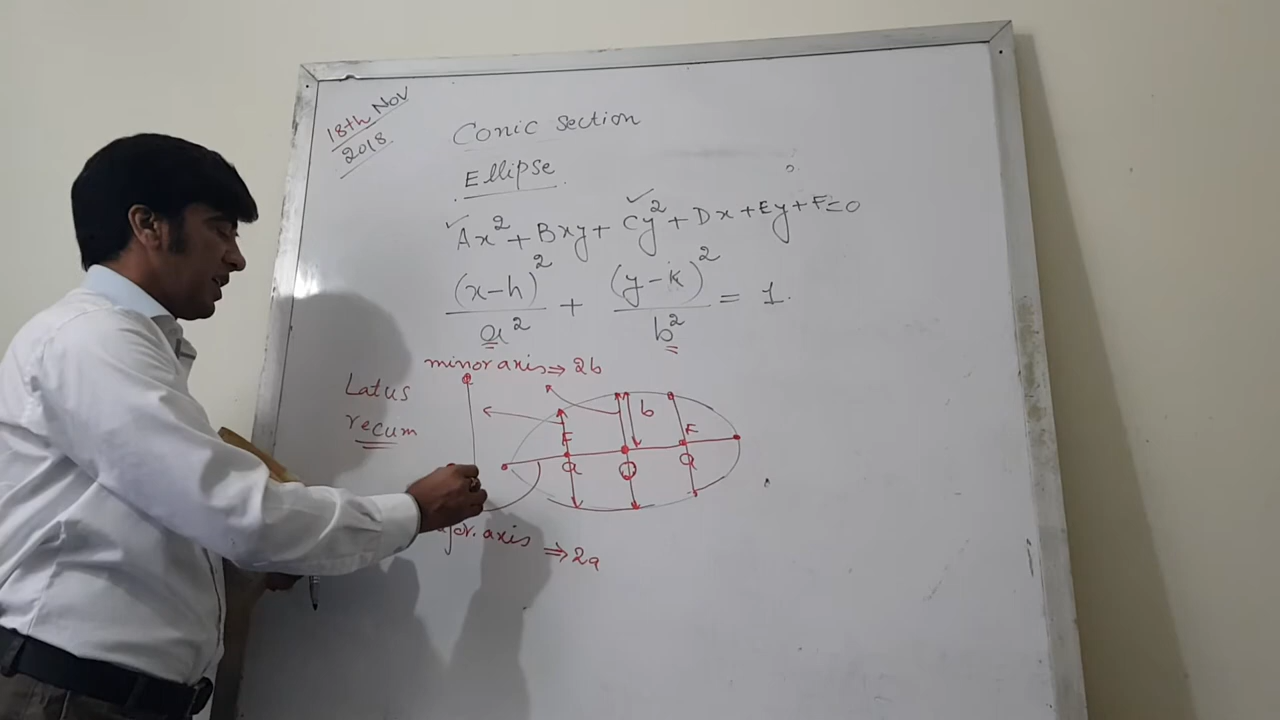 18th Nov
2018
Conic section
Ellipse
Ax² + Bxy + Cy² + Dx + Ey + F = 0
(x-h)²/a² + (y-k)²/b² = 1.
minor axis ⇒ 2b
Latus
recum
b
F F
a a
axis ⇒ 2a